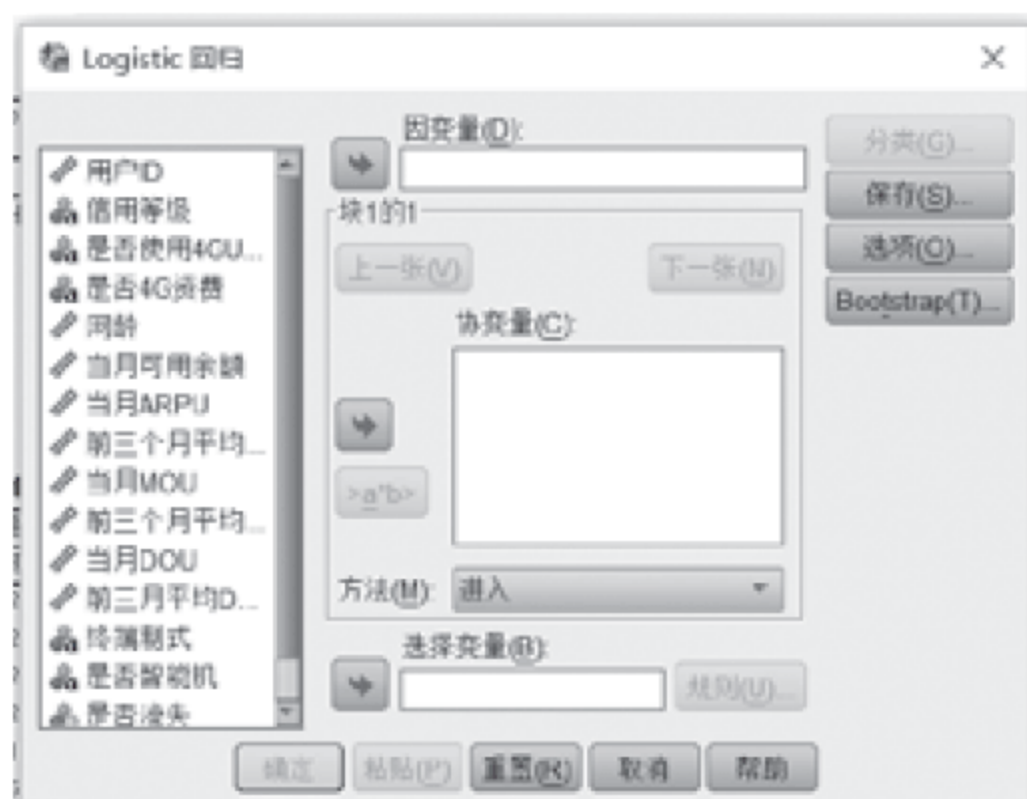 Logistic 回归
因变量(D):
用户ID
信用等级
是否使用4GU...
是否4G资费
网龄
当月可用余额
当月ARPU
前三个月平均...
当月MOU
前三个月平均...
当月DOU
前三月平均D...
终端制式
是否智能机
是否流失
块1的1
上一张(V)
下一张(N)
协变量(C):
>a*b>
方法(M):
进入
选择变量(B):
规则(U)...
分类(G)...
保存(S)...
选项(O)...
Bootstrap(T)...
确定
粘贴(P)
重置(R)
取消
帮助